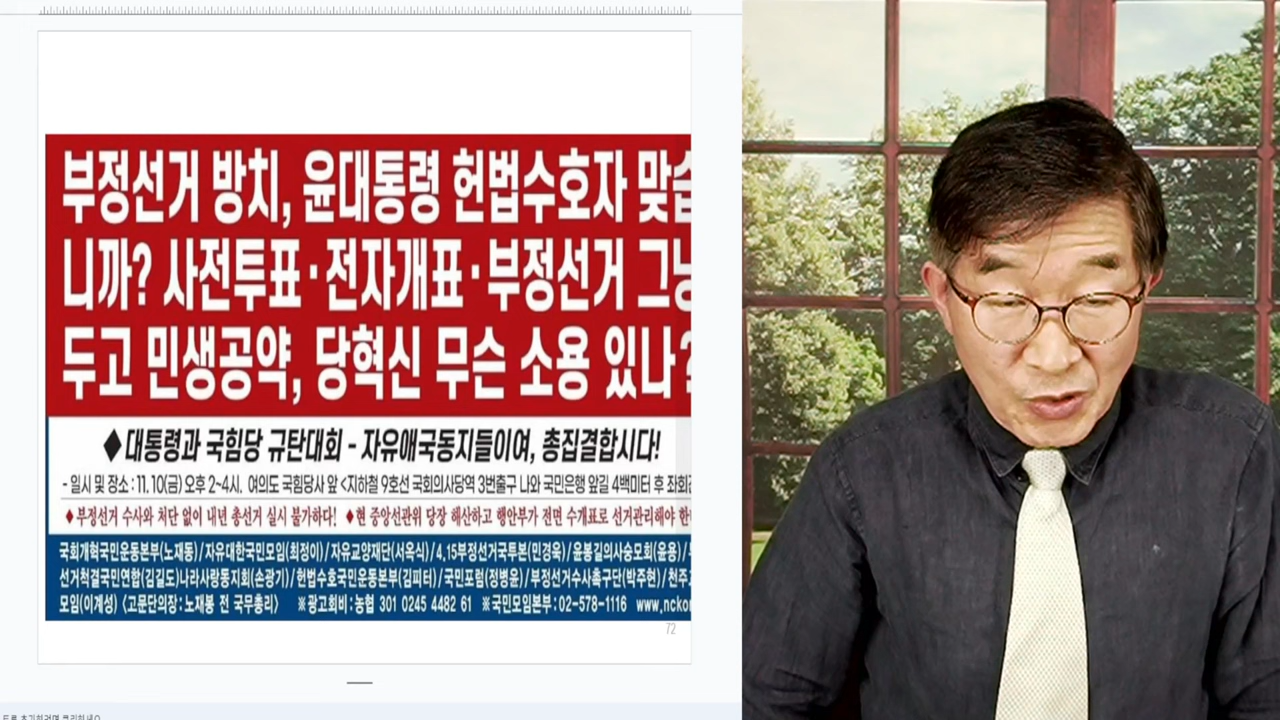 부정선거 방치, 윤대통령 헌법수호자 맞습
니까? 사전투표·전자개표·부정선거 그냥
두고 민생공약, 당혁신 무슨 소용 있나?
◆대통령과 국힘당 규탄대회 - 자유애국동지들이여, 총집결합시다!
- 일시 및 장소 : 11. 10(금) 오후 2~4시. 여의도 국힘당사 앞 <지하철 9호선 국회의사당역 3번출구 나와 국민은행 앞길 4백미터 후 좌회
◆부정선거 수사와 처단 없이 내년 총선거 실시 불가하다! ◆현 중앙선관위 당장 해산하고 행안부가 전면 수개표로 선거관리해야
국회개혁국민운동본부(노재동)/자유대한국민모임(최정이)/자유교양재단(서옥식)/4.15부정선거국투본(민경욱)/윤봉길의사숭모회(윤용)/
선거척결국민연합(김길도)나라사랑동지회(손광기)/헌법수호국민운동본부(김피터)/국민포럼(정병윤)/부정선거수사촉구단(박주현)/천주
모임(이계성) <고문단의장:노재봉 전 국무총리> ※광고회비:농협 301 0245 4482 61 ※국민모임본부:02-578-1116 www.nckor
72